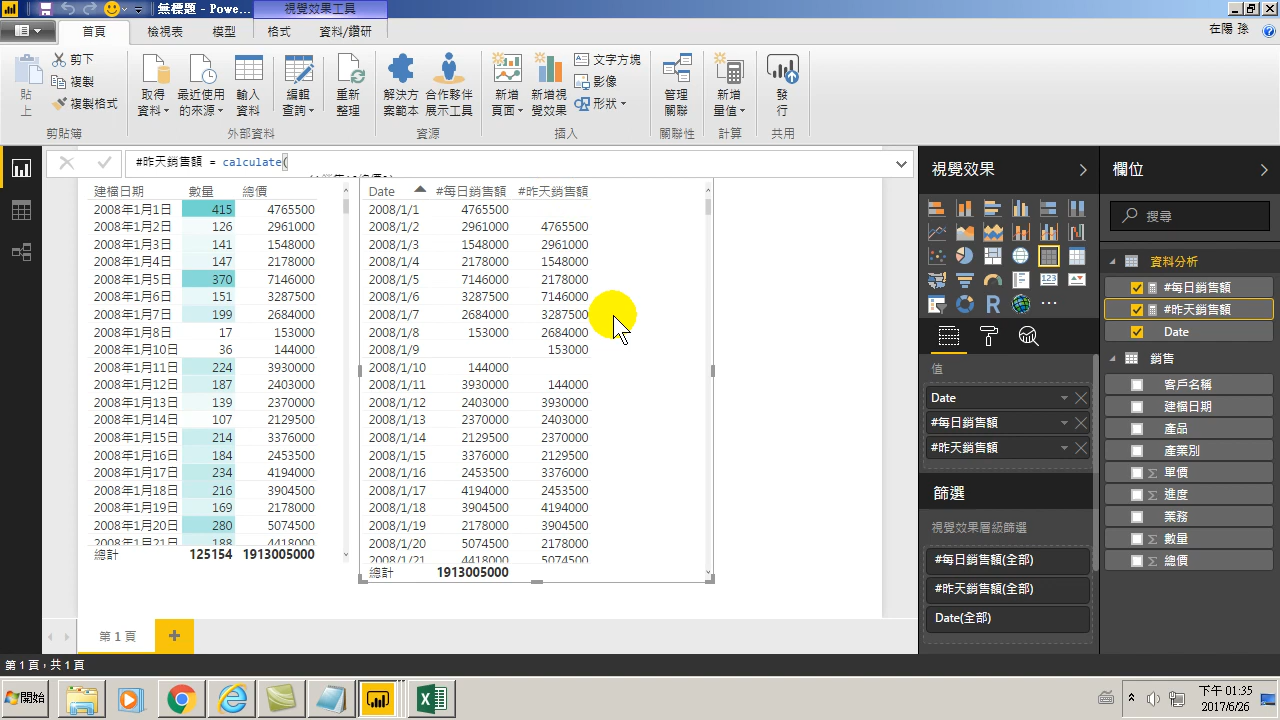 無標題 - Powe...
視覺效果工具
首頁
檢視表
模型
格式
資料/鑽研
在陽 孫
貼
上
剪下
複製
複製格式
剪貼簿
取得
資料
最近使用
的來源
輸入
資料
編輯
查詢
重新
整理
外部資料
解決方
案範本
合作夥伴
展示工具
資源
新增
頁面
新增視
覺效果
文字方塊
影像
形狀
插入
管理
關聯
關聯性
新增
量值
計算
發
行
共用
#昨天銷售額 = calculate(
建檔日期 數量 總價
2008年1月1日 415 4765500
2008年1月2日 126 2961000
2008年1月3日 141 1548000
2008年1月4日 147 2178000
2008年1月5日 370 7146000
2008年1月6日 151 3287500
2008年1月7日 199 2684000
2008年1月8日 17 153000
2008年1月10日 36 144000
2008年1月11日 224 3930000
2008年1月12日 187 2403000
2008年1月13日 139 2370000
2008年1月14日 107 2129500
2008年1月15日 214 3376000
2008年1月16日 184 2453500
2008年1月17日 234 4194000
2008年1月18日 216 3904500
2008年1月19日 169 2178000
2008年1月20日 280 5074500
2008年1月21日 188 4418000
總計 125154 1913005000
Date #每日銷售額 #昨天銷售額
2008/1/1 4765500
2008/1/2 2961000 4765500
2008/1/3 1548000 2961000
2008/1/4 2178000 1548000
2008/1/5 7146000 2178000
2008/1/6 3287500 7146000
2008/1/7 2684000 3287500
2008/1/8 153000 2684000
2008/1/9 153000
2008/1/10 144000
2008/1/11 3930000 144000
2008/1/12 2403000 3930000
2008/1/13 2370000 2403000
2008/1/14 2129500 2370000
2008/1/15 3376000 2129500
2008/1/16 2453500 3376000
2008/1/17 4194000 2453500
2008/1/18 3904500 4194000
2008/1/19 2178000 3904500
2008/1/20 5074500 2178000
2008/1/21 4418000 5074500
總計 1913005000
視覺效果
R
值
Date
#每日銷售額
#昨天銷售額
篩選
視覺效果層級篩選
#每日銷售額(全部)
#昨天銷售額(全部)
Date(全部)
欄位
搜尋
資料分析
#每日銷售額
#昨天銷售額
Date
銷售
客戶名稱
建檔日期
產品
產業別
Σ 單價
Σ 進度
業務
Σ 數量
Σ 總價
第 1 頁
第 1 頁，共 1 頁
開始
下午 01:35
2017/6/26